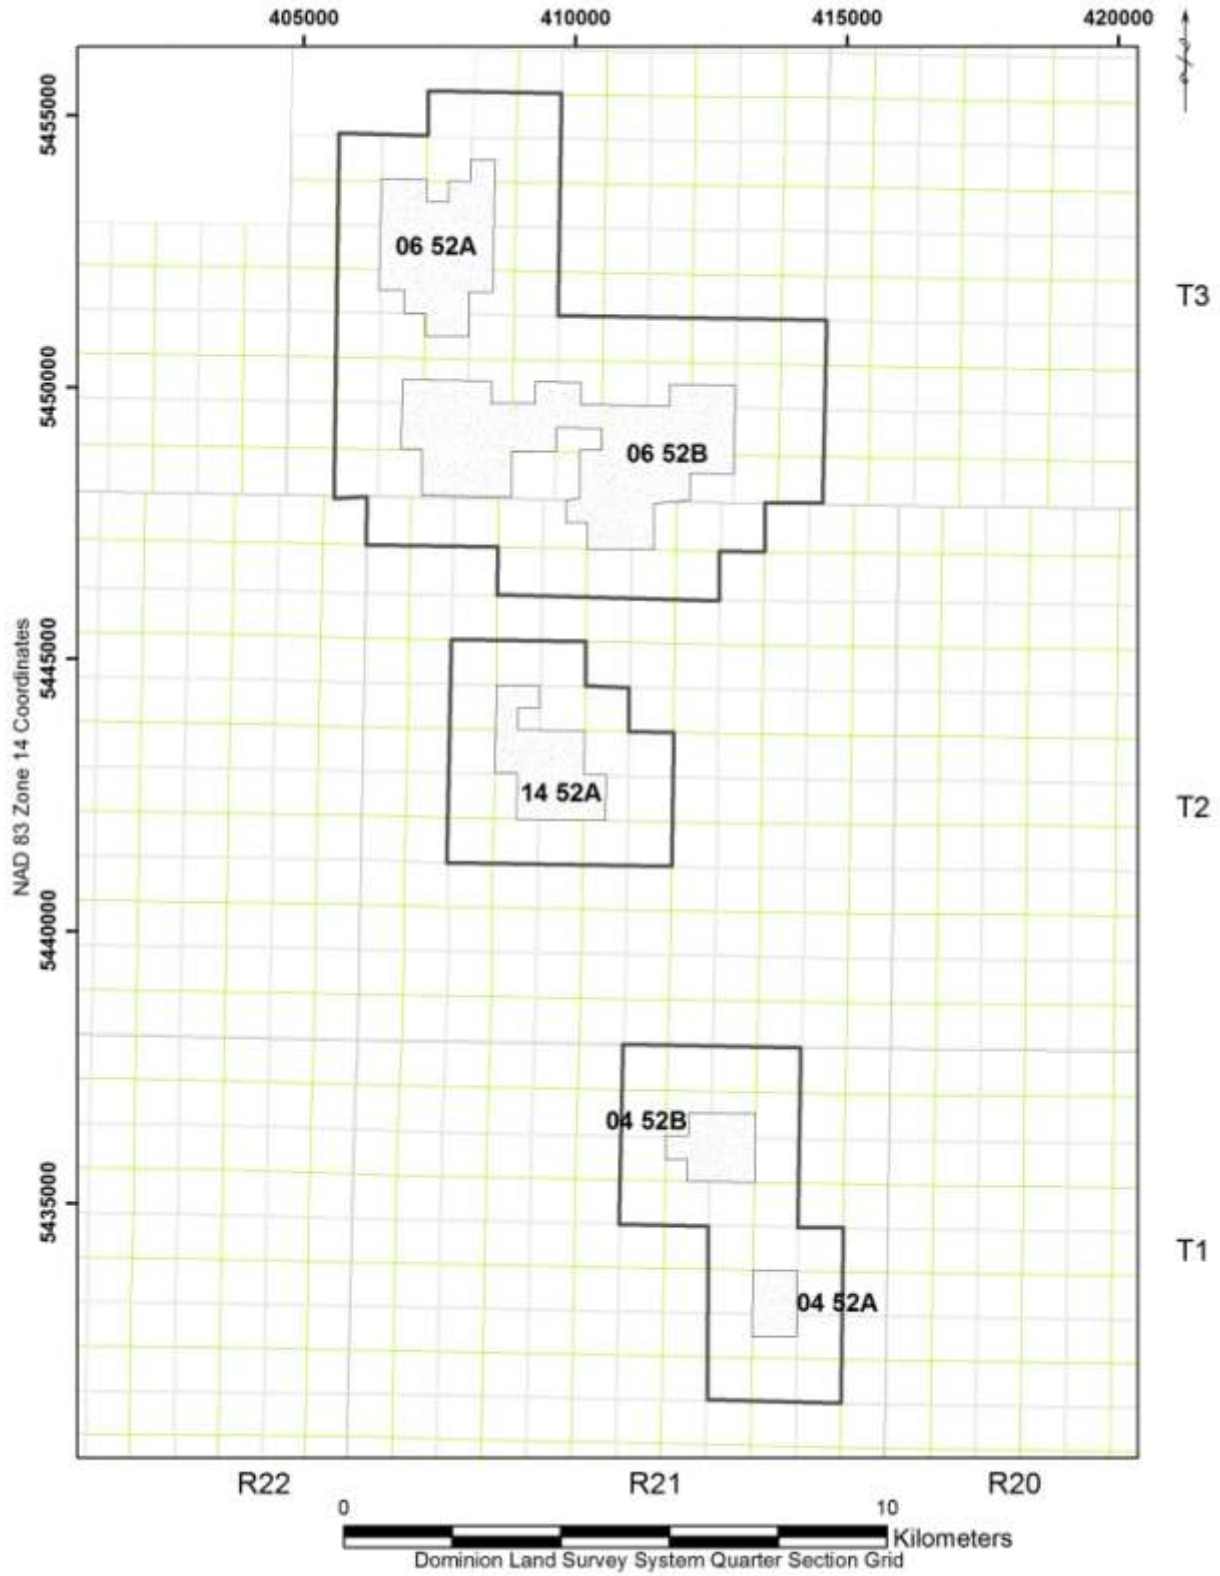 405000 410000 415000 420000
5455000
06 52A
T3
5450000
06 52B
5445000
NAD 83 Zone 14 Coordinates
14 52A
T2
5440000
04 52B
5435000
T1
04 52A
R22 R21 R20
0 10
Kilometers
Dominion Land Survey System Quarter Section Grid